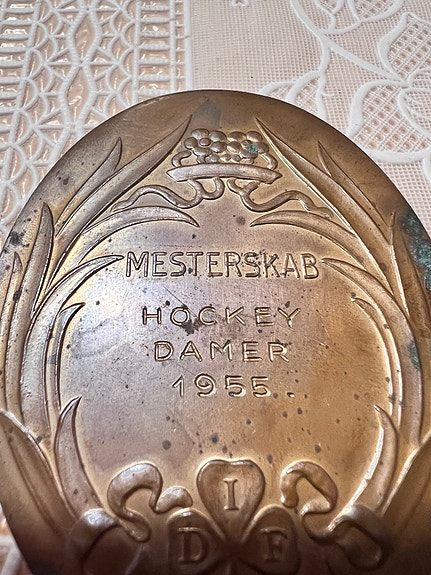 MESTERSKAB
HOCKEY
DAMER
1955.
I
D F